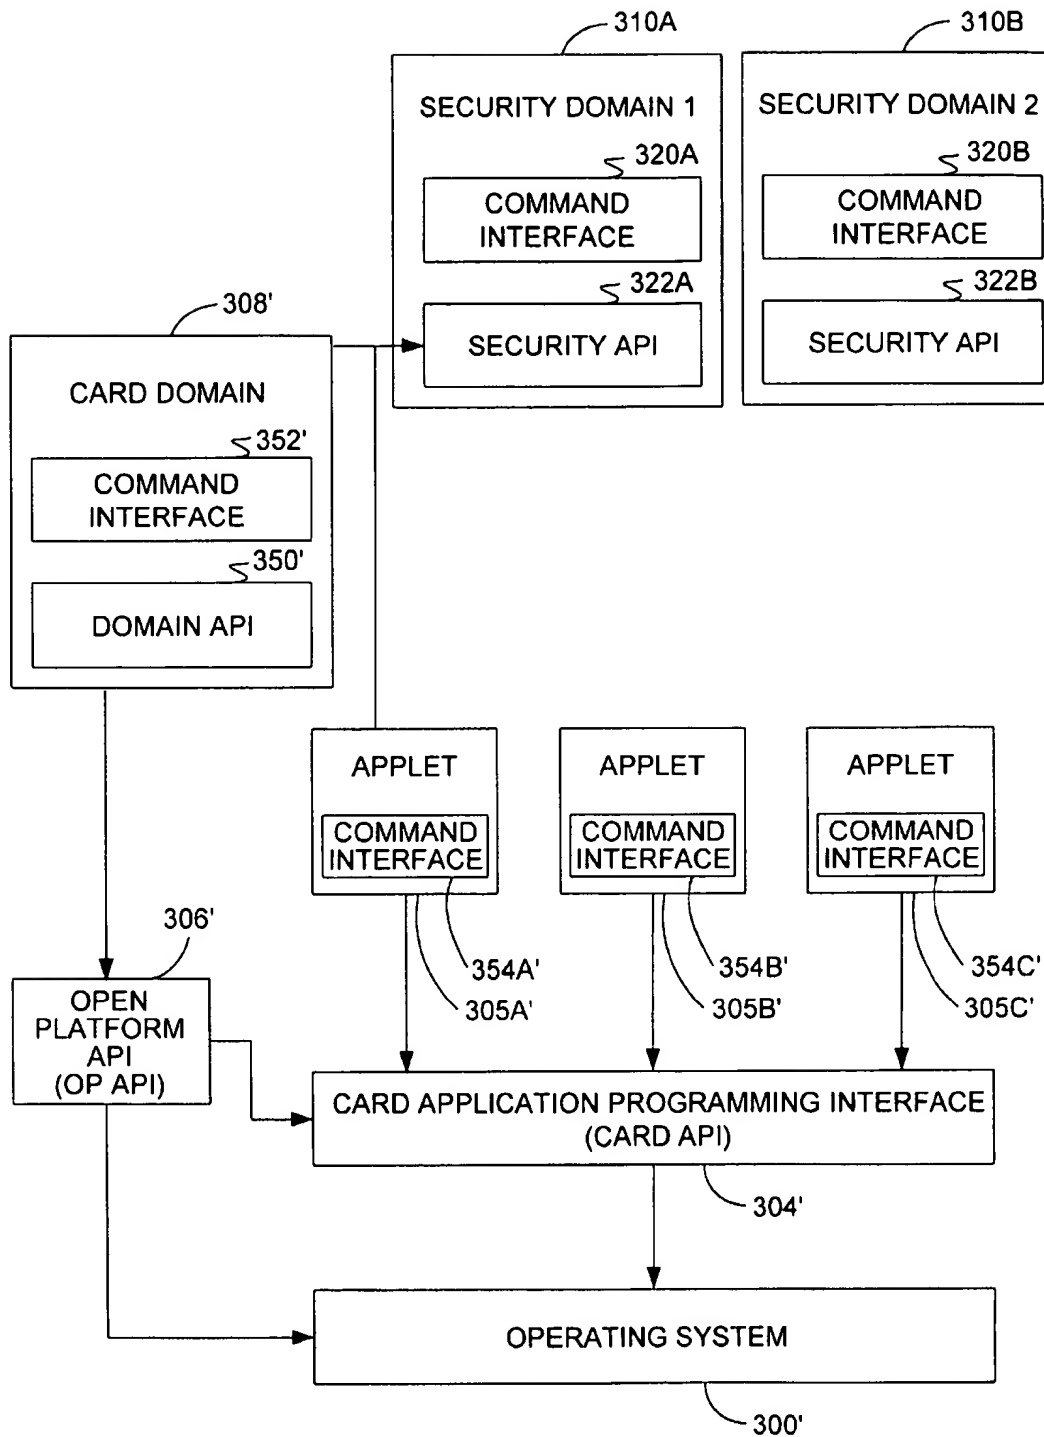 310A
310B
SECURITY DOMAIN 1
SECURITY DOMAIN 2
320A
320B
COMMAND
INTERFACE
COMMAND
INTERFACE
322A
322B
SECURITY API
SECURITY API
308'
CARD DOMAIN
352'
COMMAND
INTERFACE
350'
DOMAIN API
APPLET
APPLET
APPLET
COMMAND
INTERFACE
COMMAND
INTERFACE
COMMAND
INTERFACE
306'
354A'
354B'
354C'
305A'
305B'
305C'
OPEN
PLATFORM
API
(OP API)
CARD APPLICATION PROGRAMMING INTERFACE
(CARD API)
304'
OPERATING SYSTEM
300'